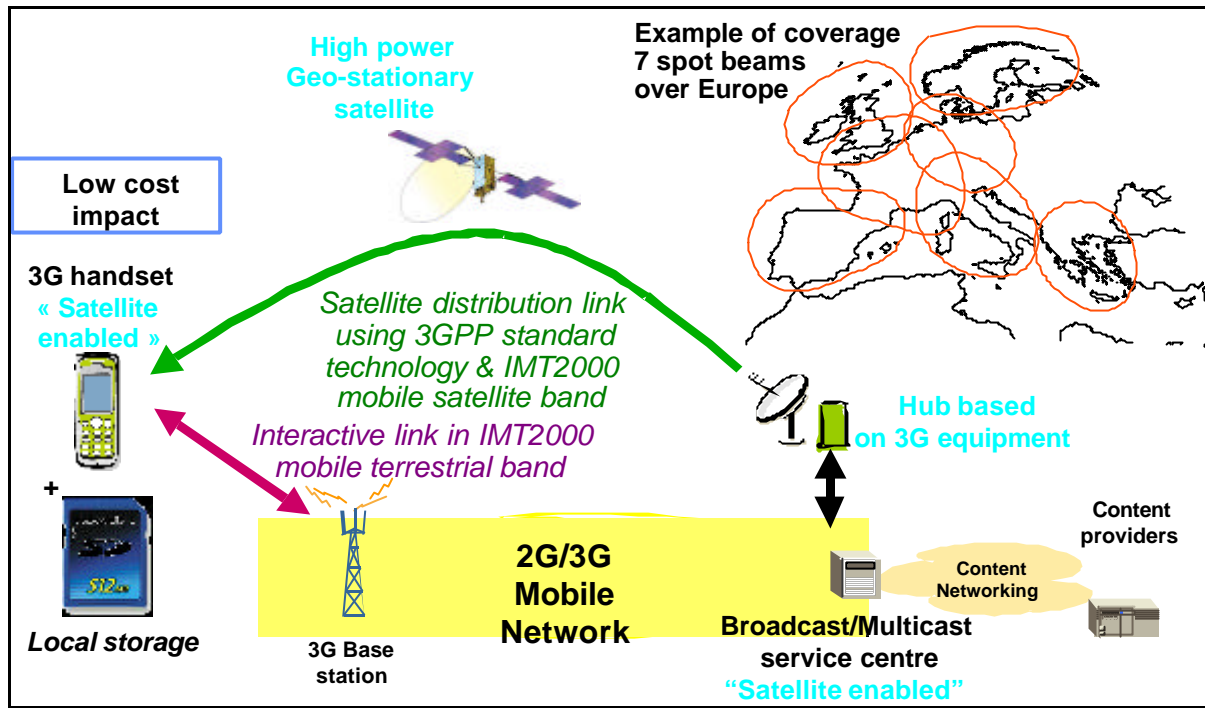 High power
Geo-stationary
satellite
Example of coverage
7 spot beams
over Europe
Low cost
impact
3G handset
« Satellite
enabled »
Satellite distribution link
using 3GPP standard
technology & IMT2000
mobile satellite band
Interactive link in IMT2000
mobile terrestrial band
Hub based
on 3G equipment
+
512
Local storage
3G Base
station
2G/3G
Mobile
Network
Content
providers
Content
Networking
Broadcast/Multicast
service centre
“Satellite enabled”